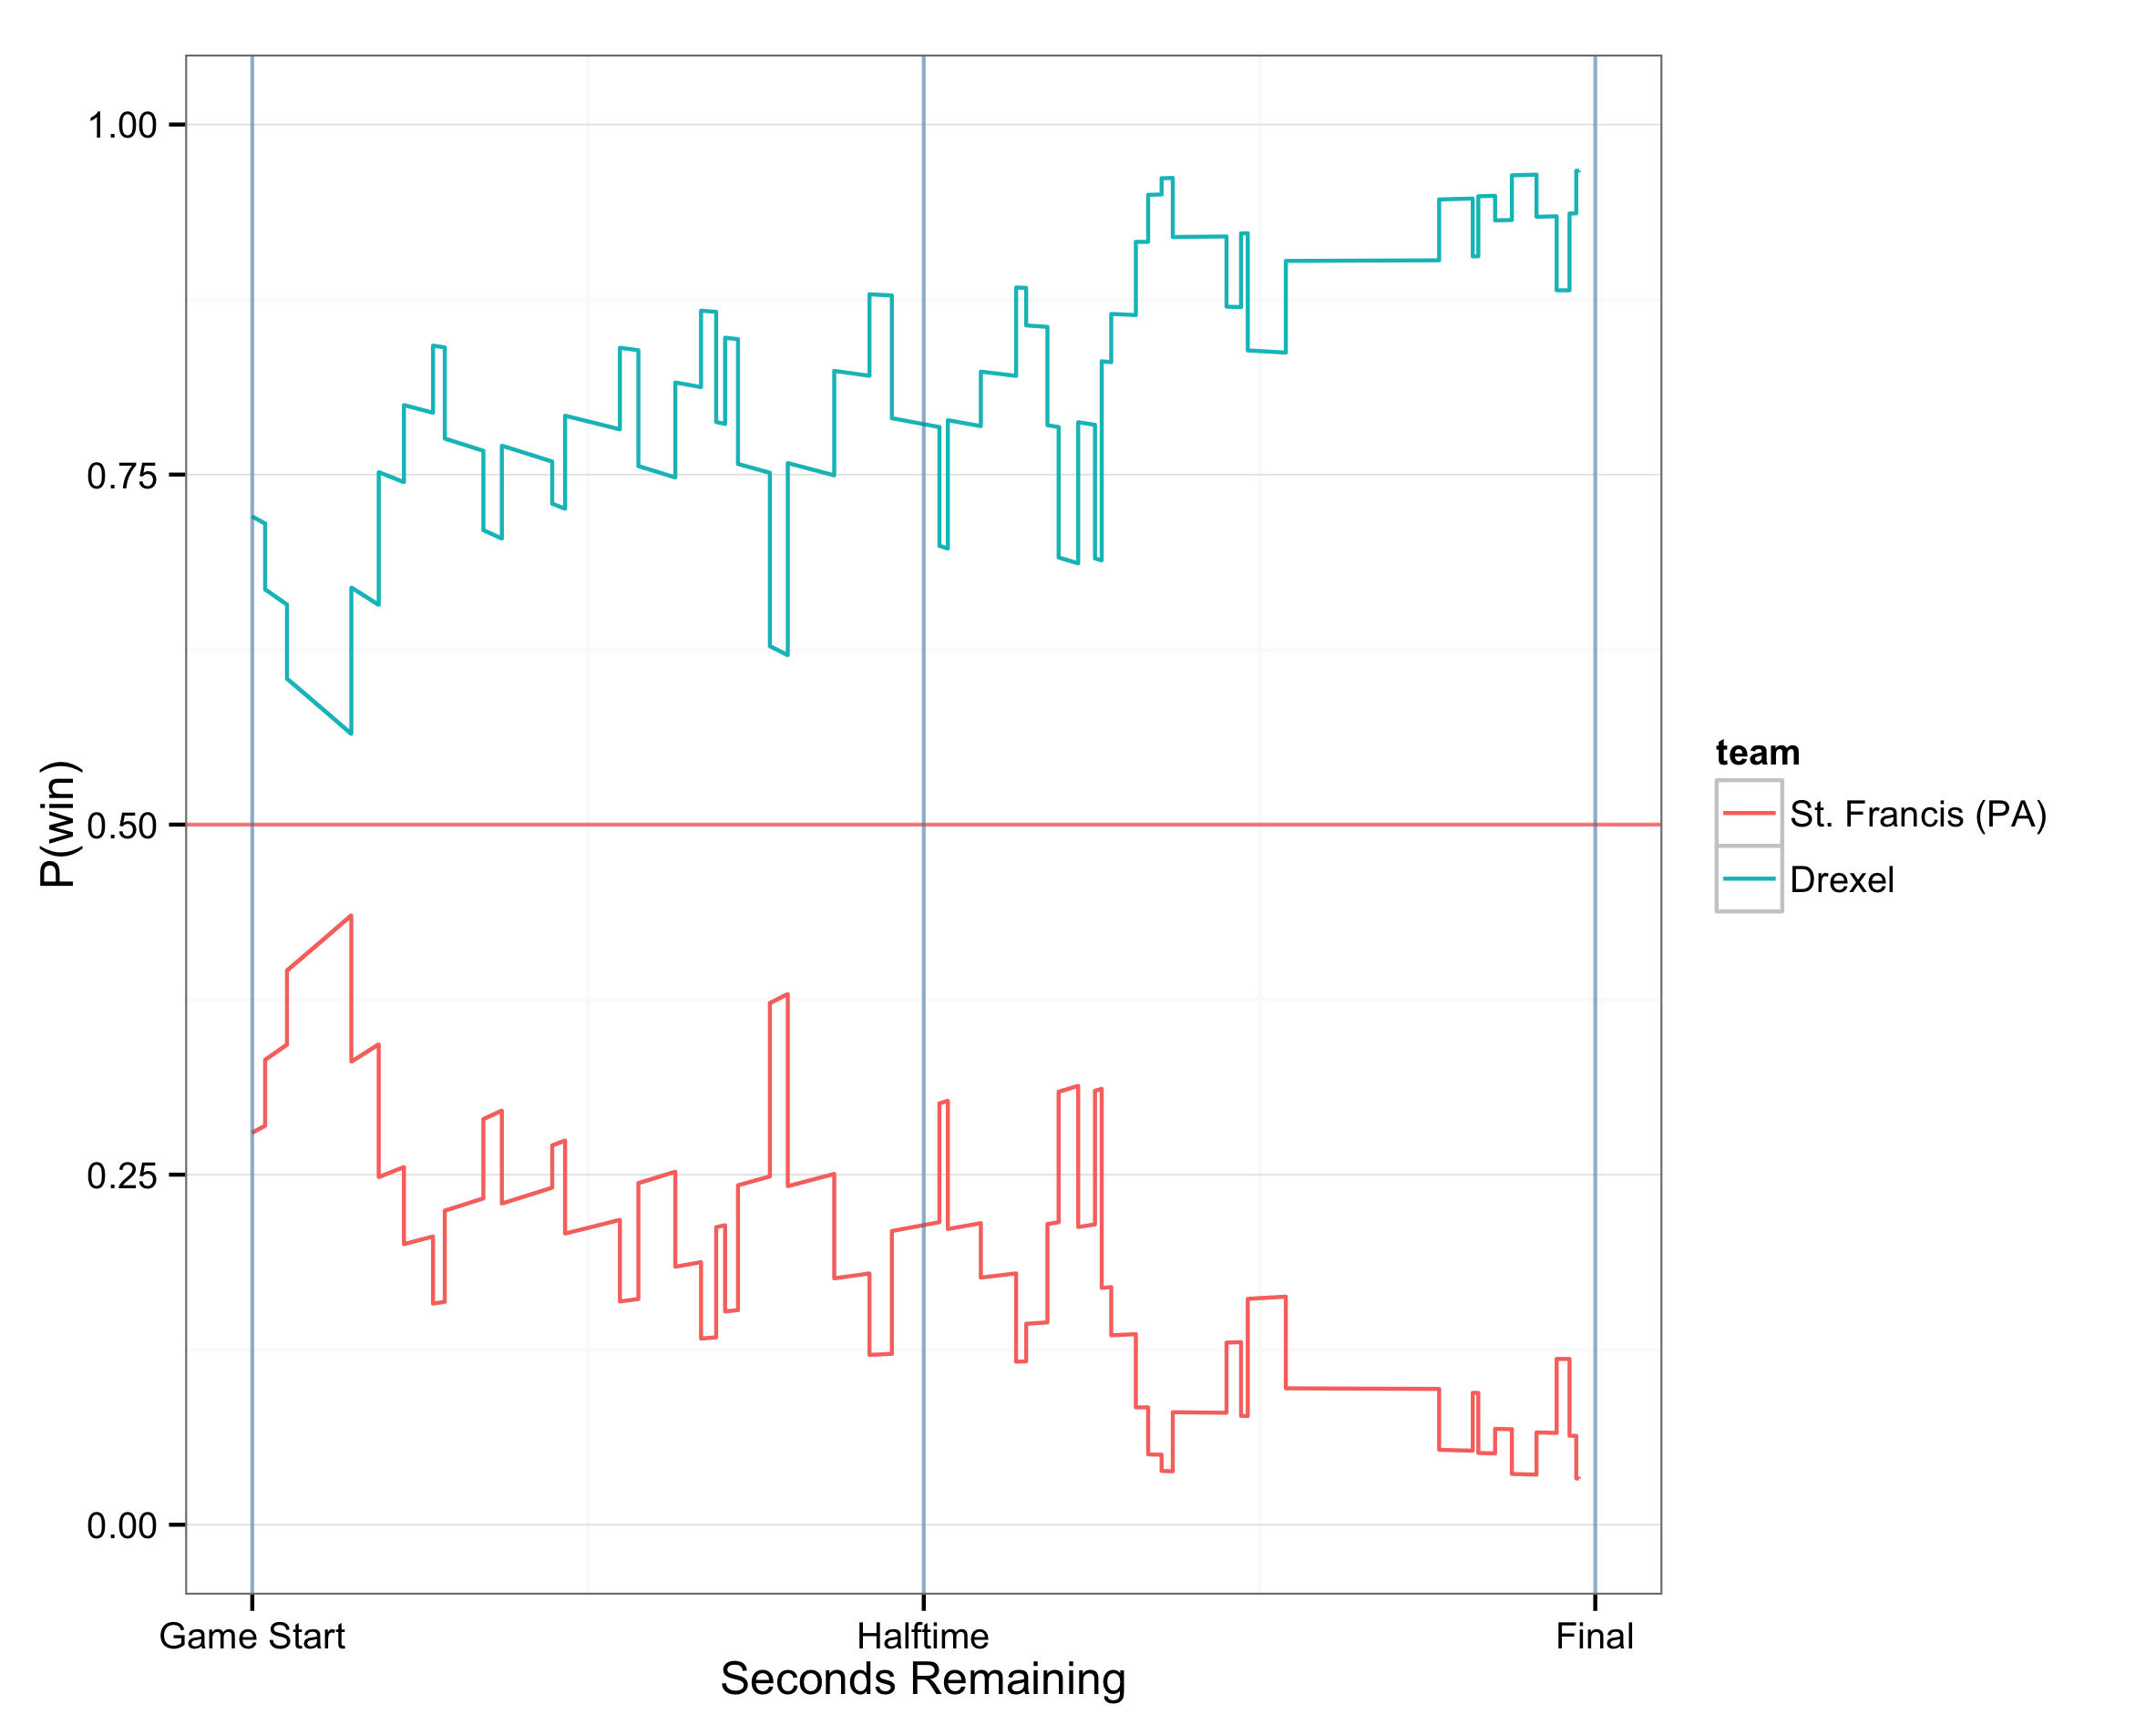 1.00
0.75
0.50
0.25
0.00
P(win)
Game Start
Halftime
Final
Seconds Remaining
team
St. Francis (PA)
Drexel